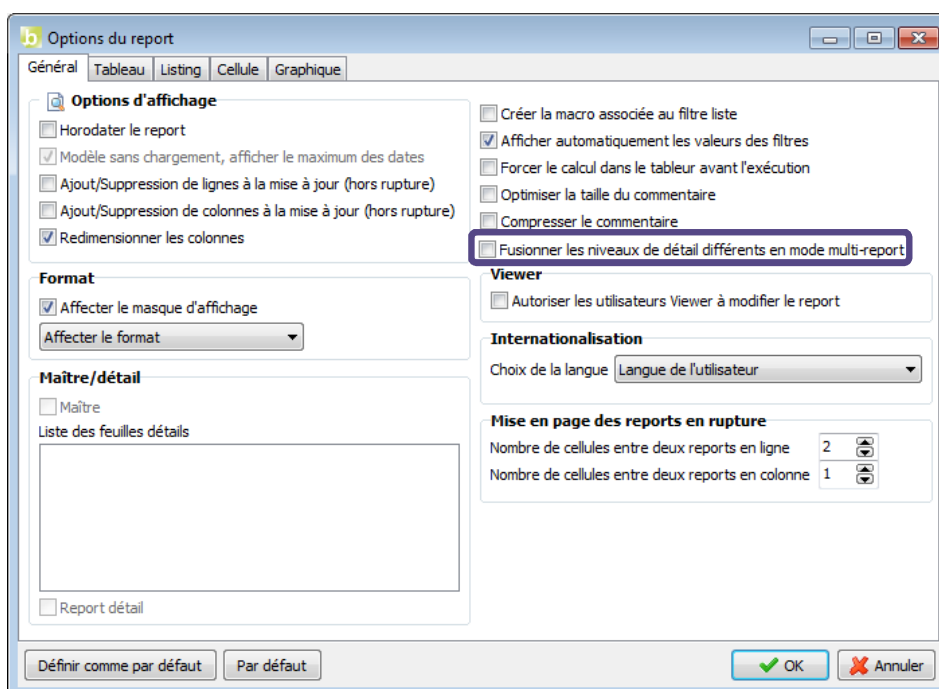 Options du report
Général Tableau Listing Cellule Graphique
Options d'affichage
Horodater le report
Modèle sans chargement, afficher le maximum des dates
Ajout/Suppression de lignes à la mise à jour (hors rupture)
Ajout/Suppression de colonnes à la mise à jour (hors rupture)
Redimensionner les colonnes
Format
Affecter le masque d'affichage
Affecter le format
Maître/détail
Maître
Liste des feuilles détails
Report détail
Créer la macro associée au filtre liste
Afficher automatiquement les valeurs des filtres
Forcer le calcul dans le tableur avant l'exécution
Optimiser la taille du commentaire
Compresser le commentaire
Fusionner les niveaux de détail différents en mode multi-report
Viewer
Autoriser les utilisateurs Viewer à modifier le report
Internationalisation
Choix de la langue Langue de l'utilisateur
Mise en page des reports en rupture
Nombre de cellules entre deux reports en ligne 2
Nombre de cellules entre deux reports en colonne 1
Définir comme par défaut Par défaut OK Annuler